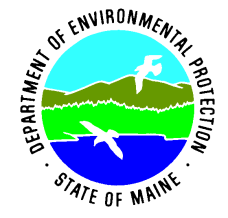 DEPARTMENT OF ENVIRONMENTAL PROTECTION
· STATE OF MAINE ·